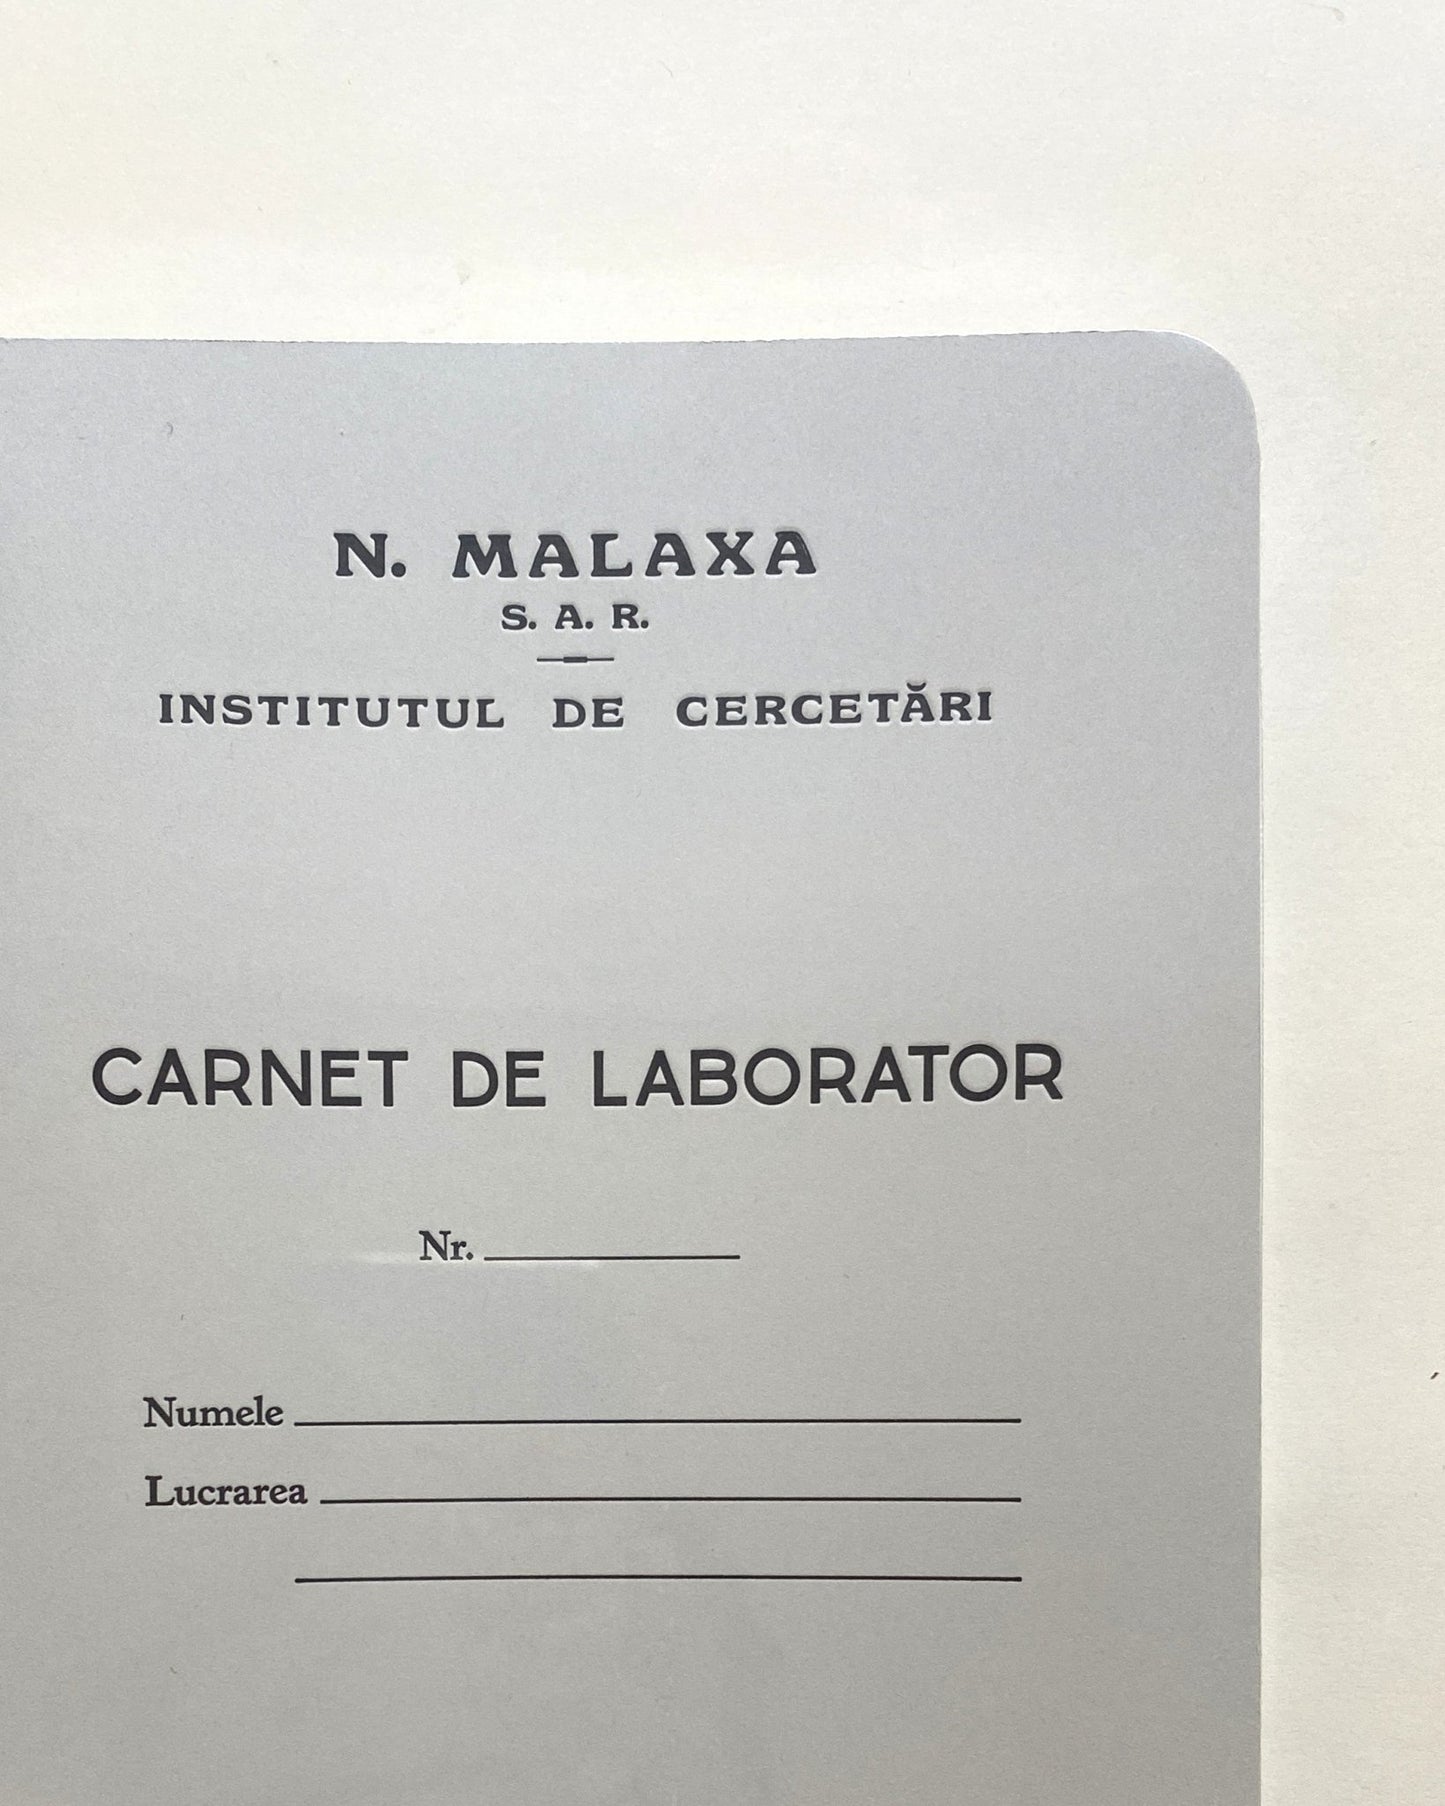 N. MALAXA
S. A. R.
INSTITUTUL DE CERCETĂRI
CARNET DE LABORATOR
Nr.
Numele
Lucrarea